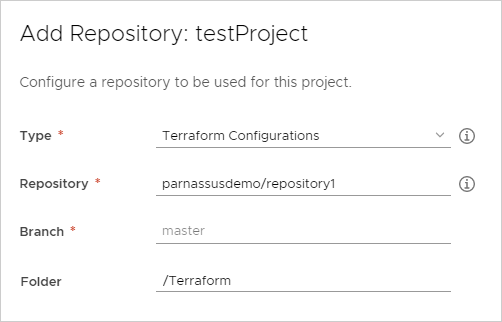 Add Repository: testProject
Configure a repository to be used for this project.
Type * Terraform Configurations
Repository * parnassusdemo/repository1
Branch * master
Folder /Terraform